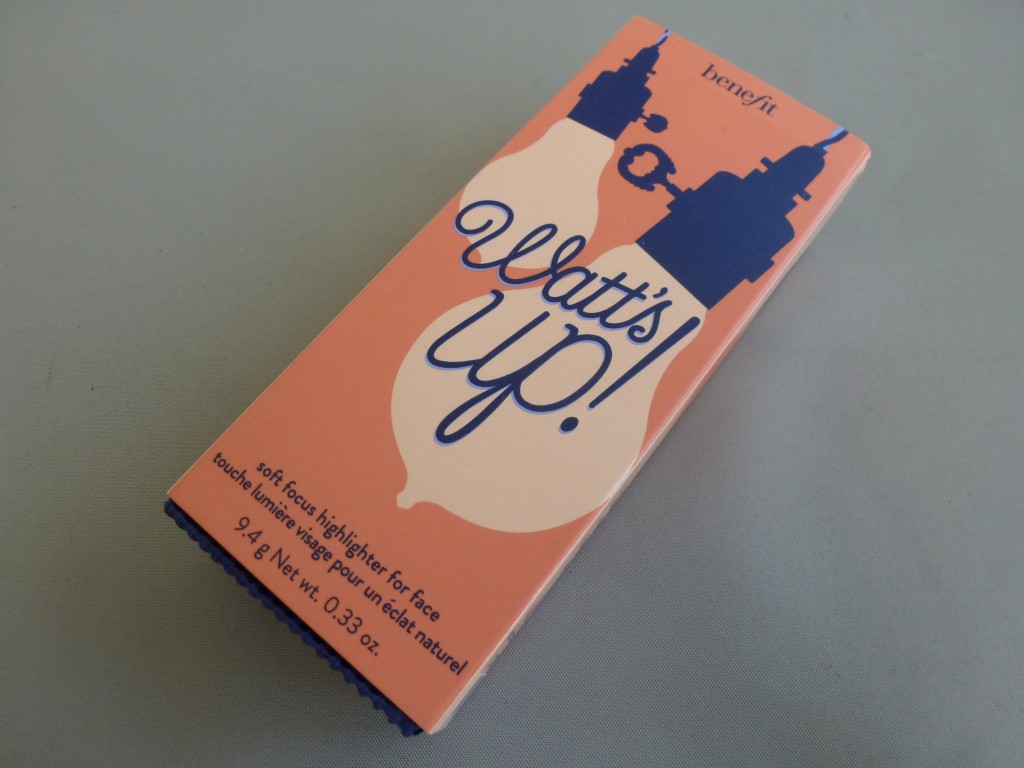 benefit
Watt's
up!
soft focus highlighter for face
touche lumière visage pour un éclat naturel
9.4 g Net wt. 0.33 oz.